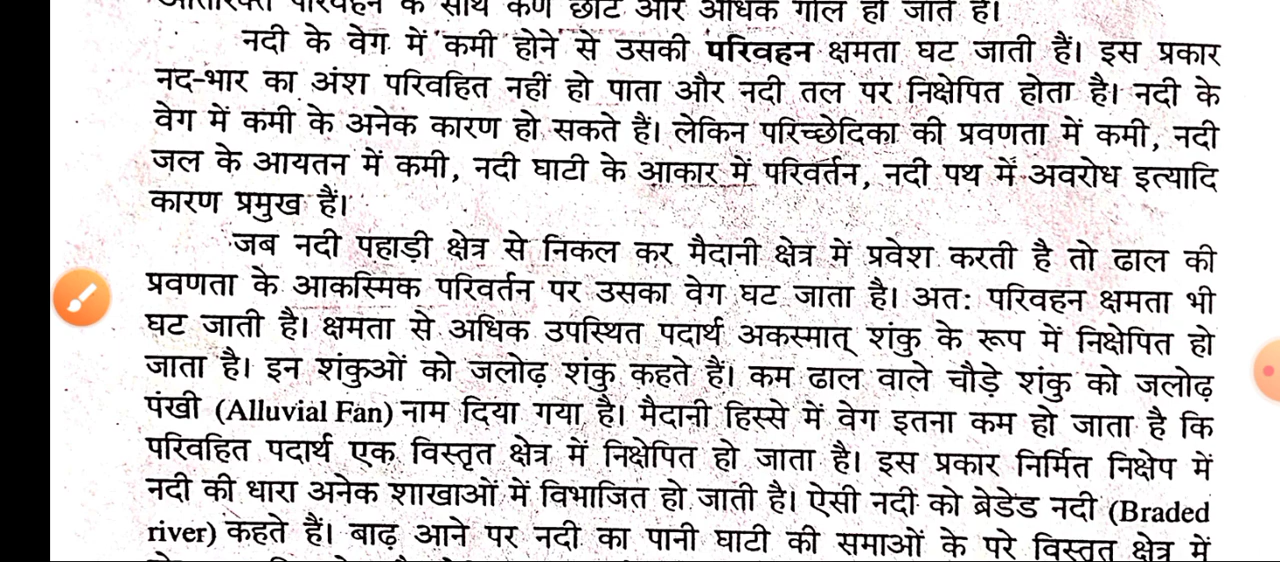 अतिरिक्त परिवहन के साथ कण छोटे और अधिक गोल हो जाते हैं।
नदी के वेग में कमी होने से उसकी परिवहन क्षमता घट जाती हैं। इस प्रकार
नद-भार का अंश परिवहित नहीं हो पाता और नदी तल पर निक्षेपित होता है। नदी के
वेग में कमी के अनेक कारण हो सकते हैं। लेकिन परिच्छेदिका की प्रवणता में कमी, नदी
जल के आयतन में कमी, नदी घाटी के आकार में परिवर्तन, नदी पथ में अवरोध इत्यादि
कारण प्रमुख हैं।
जब नदी पहाड़ी क्षेत्र से निकल कर मैदानी क्षेत्र में प्रवेश करती है तो ढाल की
प्रवणता के आकस्मिक परिवर्तन पर उसका वेग घट जाता है। अत: परिवहन क्षमता भी
घट जाती है। क्षमता से अधिक उपस्थित पदार्थ अकस्मात् शंकु के रूप में निक्षेपित हो
जाता है। इन शंकुओं को जलोढ़ शंकु कहते हैं। कम ढाल वाले चौड़े शंकु को जलोढ़
पंखी (Alluvial Fan) नाम दिया गया है। मैदानी हिस्से में वेग इतना कम हो जाता है कि
परिवहित पदार्थ एक विस्तृत क्षेत्र में निक्षेपित हो जाता है। इस प्रकार निर्मित निक्षेप में
नदी की धारा अनेक शाखाओं में विभाजित हो जाती है। ऐसी नदी को ब्रेडेड नदी (Braded
river) कहते हैं। बाढ़ आने पर नदी का पानी घाटी की समाओं के परे विस्तृत क्षेत्र में